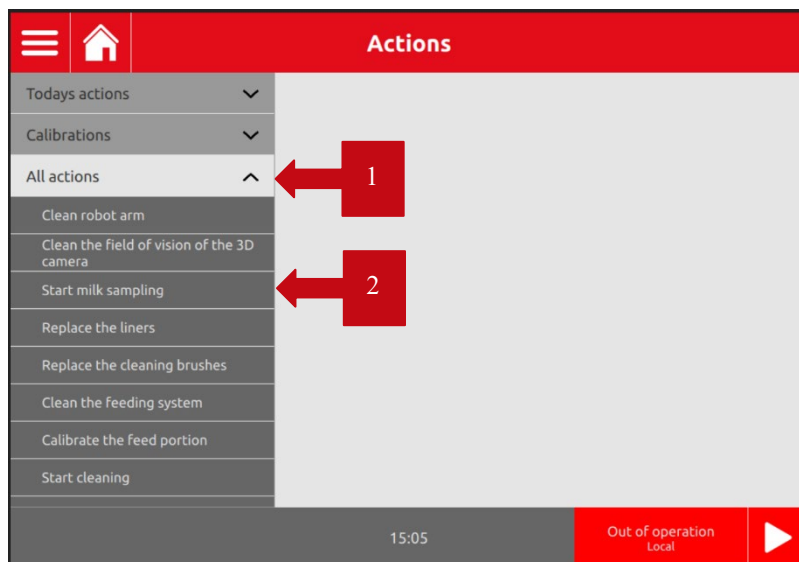 Actions
Todays actions
Calibrations
All actions
1
Clean robot arm
Clean the field of vision of the 3D
camera
Start milk sampling
2
Replace the liners
Replace the cleaning brushes
Clean the feeding system
Calibrate the feed portion
Start cleaning
15:05
Out of operation
Local